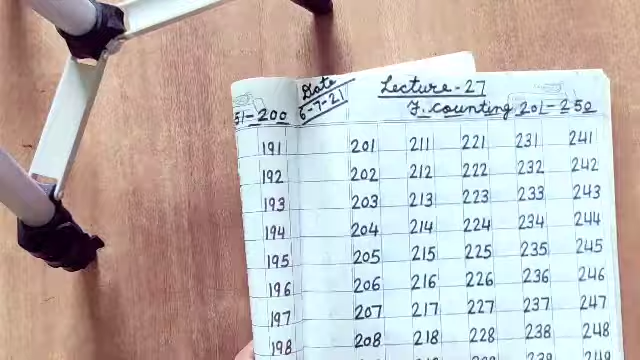 Date
6-7-21
Lecture-27
F. counting 201-250
51-200
191 201 211 221 231 241
192 202 212 222 232 242
193 203 213 223 233 243
194 204 214 224 234 244
195 205 215 225 235 245
196 206 216 226 236 246
197 207 217 227 237 247
198 208 218 228 238 248